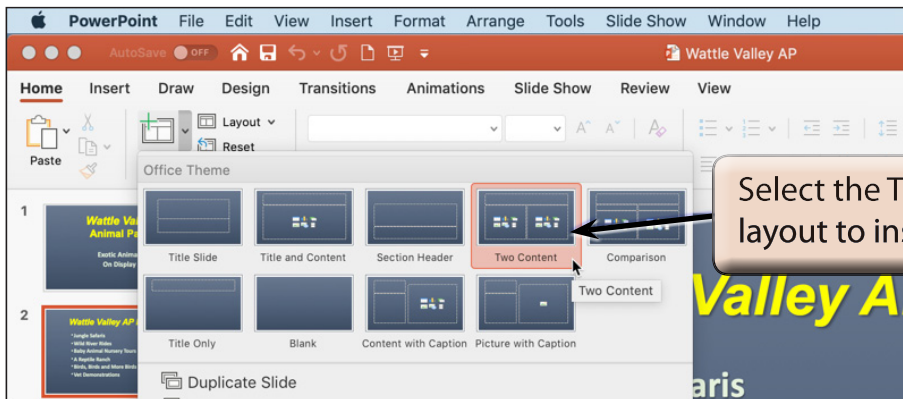 PowerPoint File Edit View Insert Format Arrange Tools Slide Show Window Help
AutoSave OFF Wattle Valley AP
Home Insert Draw Design Transitions Animations Slide Show Review View
Paste
Layout
Reset
A A
Office Theme
Title Slide Title and Content Section Header Two Content Comparison
Two Content
Title Only Blank Content with Caption Picture with Caption
Duplicate Slide
Select the T
layout to in
1
Wattle Va
Animal Pa
Exotic Anima
On Display
2
Wattle Valley AP
• Jungle Safaris
• Wild River Rides
• Baby Animal Nursery Tours
• A Reptile Ranch
• Birds, Birds and More Birds
• Vet Demonstrations
Valley A
aris